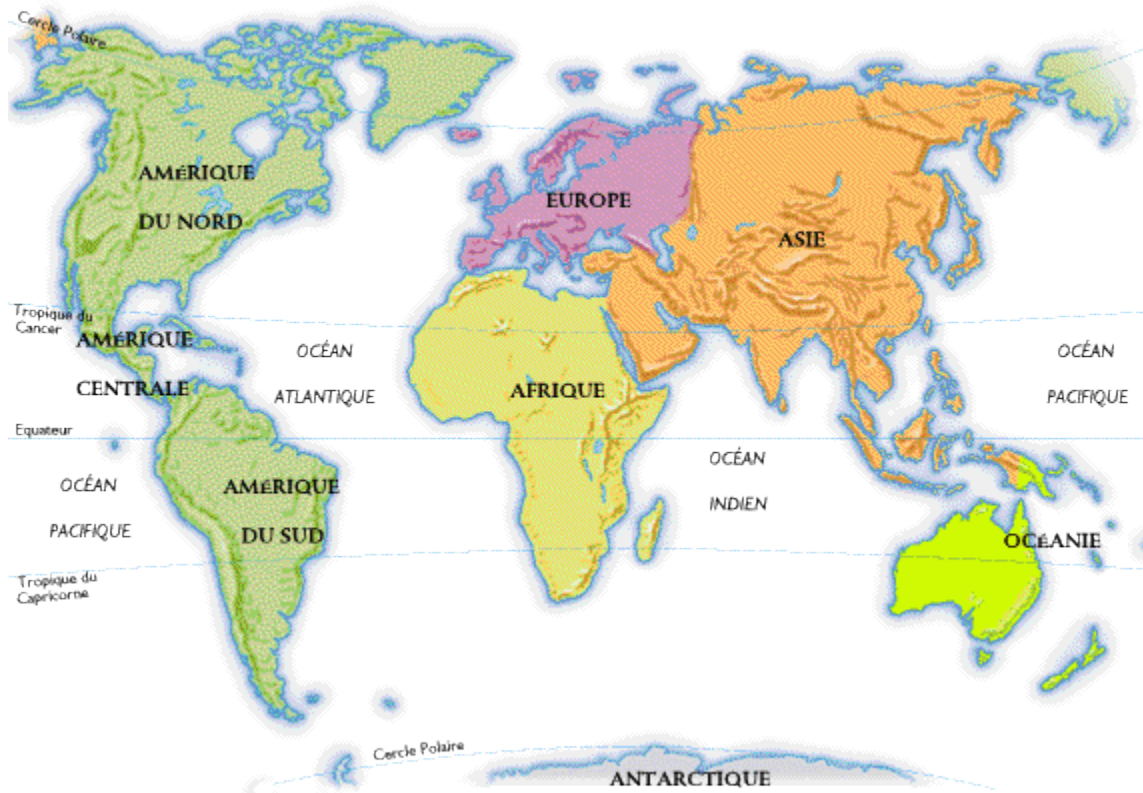 Cercle Polaire
AMÉRIQUE
DU NORD
EUROPE
ASIE
Tropique du
Cancer
AMÉRIQUE
CENTRALE
OCÉAN
ATLANTIQUE
AFRIQUE
OCÉAN
PACIFIQUE
Equateur
OCÉAN
PACIFIQUE
AMÉRIQUE
DU SUD
OCÉAN
INDIEN
OCÉANIE
Tropique du
Capricorne
Cercle Polaire
ANTARCTIQUE